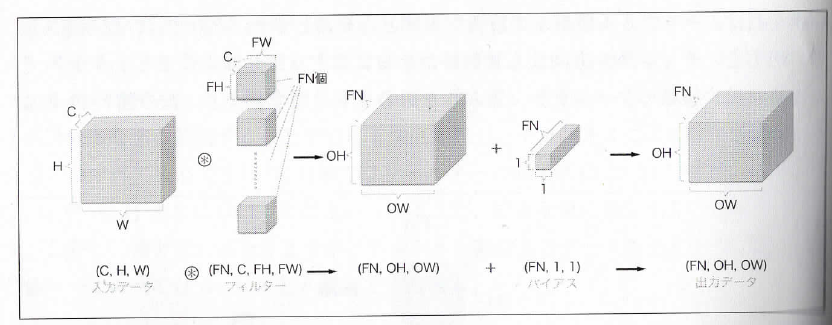 C
FW
FH
FN個
C
H
W
⊛
FN
OH
OW
+
FN
1
1
FN
OH
OW
(C, H, W) ⊛ (FN, C, FH, FW) (FN, OH, OW) + (FN, 1, 1) (FN, OH, OW)
入力データ フィルター バイアス 出力データ